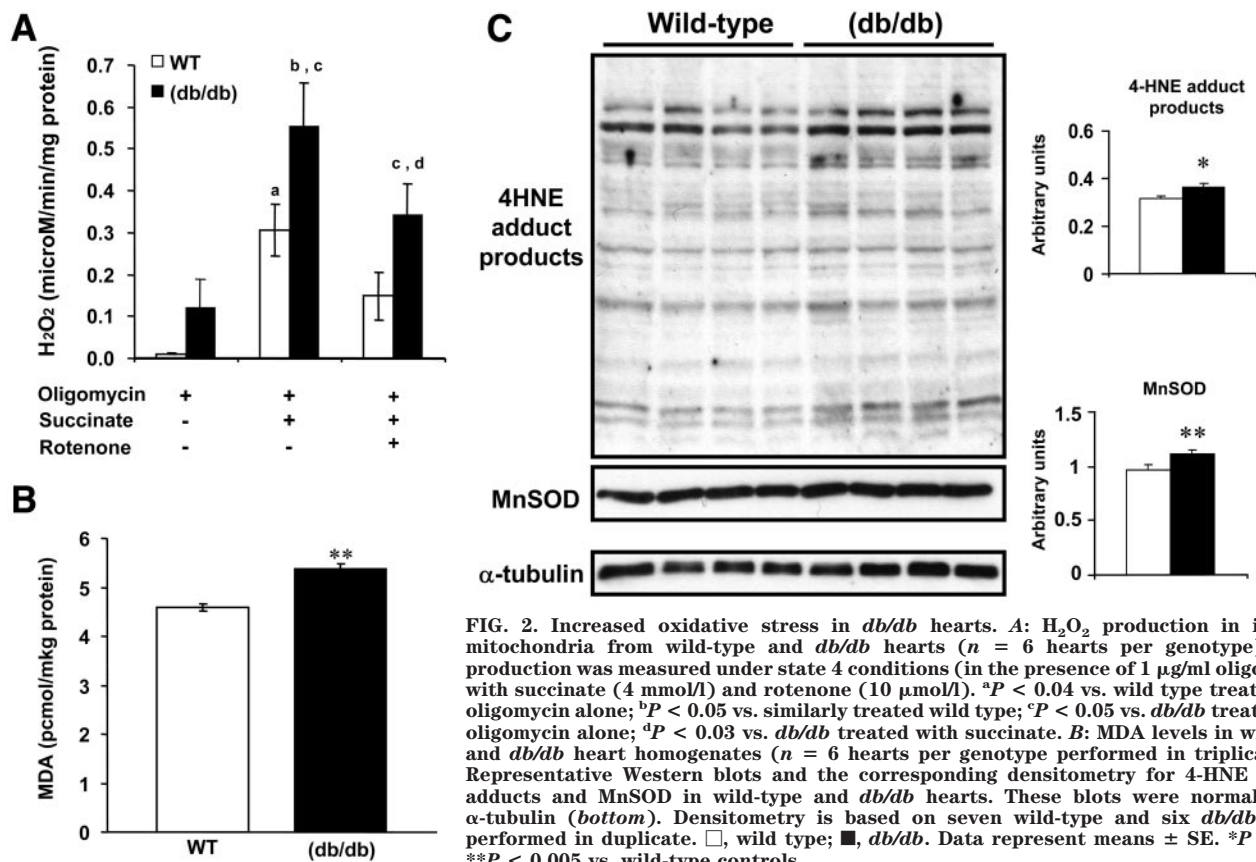 A
WT
(db/db)
0.7
0.6
0.5
0.4
0.3
0.2
0.1
0.0
H₂O₂ (microM/min/mg protein)
a
b , c
c , d
Oligomycin + + +
Succinate - + +
Rotenone - - +
B
6
5
4
3
2
1
0
MDA (pcmol/mkg protein)
**
WT (db/db)
C
Wild-type (db/db)
4HNE
adduct
products
MnSOD
α-tubulin
4-HNE adduct
products
0.6
0.4
0.2
0
Arbitrary units
*
MnSOD
1.5
1
0.5
0
Arbitrary units
**
FIG. 2. Increased oxidative stress in db/db hearts. A: H₂O₂ production in
mitochondria from wild-type and db/db hearts (n = 6 hearts per genotype
production was measured under state 4 conditions (in the presence of 1 μg/ml
with succinate (4 mmol/l) and rotenone (10 μmol/l). ᵃP < 0.04 vs. wild type
oligomycin alone; ᵇP < 0.05 vs. similarly treated wild type; ᶜP < 0.05 vs. db/db
oligomycin alone; ᵈP < 0.03 vs. db/db treated with succinate. B: MDA levels in
and db/db heart homogenates (n = 6 hearts per genotype performed in
Representative Western blots and the corresponding densitometry for 4-HNE
adducts and MnSOD in wild-type and db/db hearts. These blots were
α-tubulin (bottom). Densitometry is based on seven wild-type and six db/db
performed in duplicate. □, wild type; ■, db/db. Data represent means ± SE. *P
**P < 0.005 vs. wild-type controls